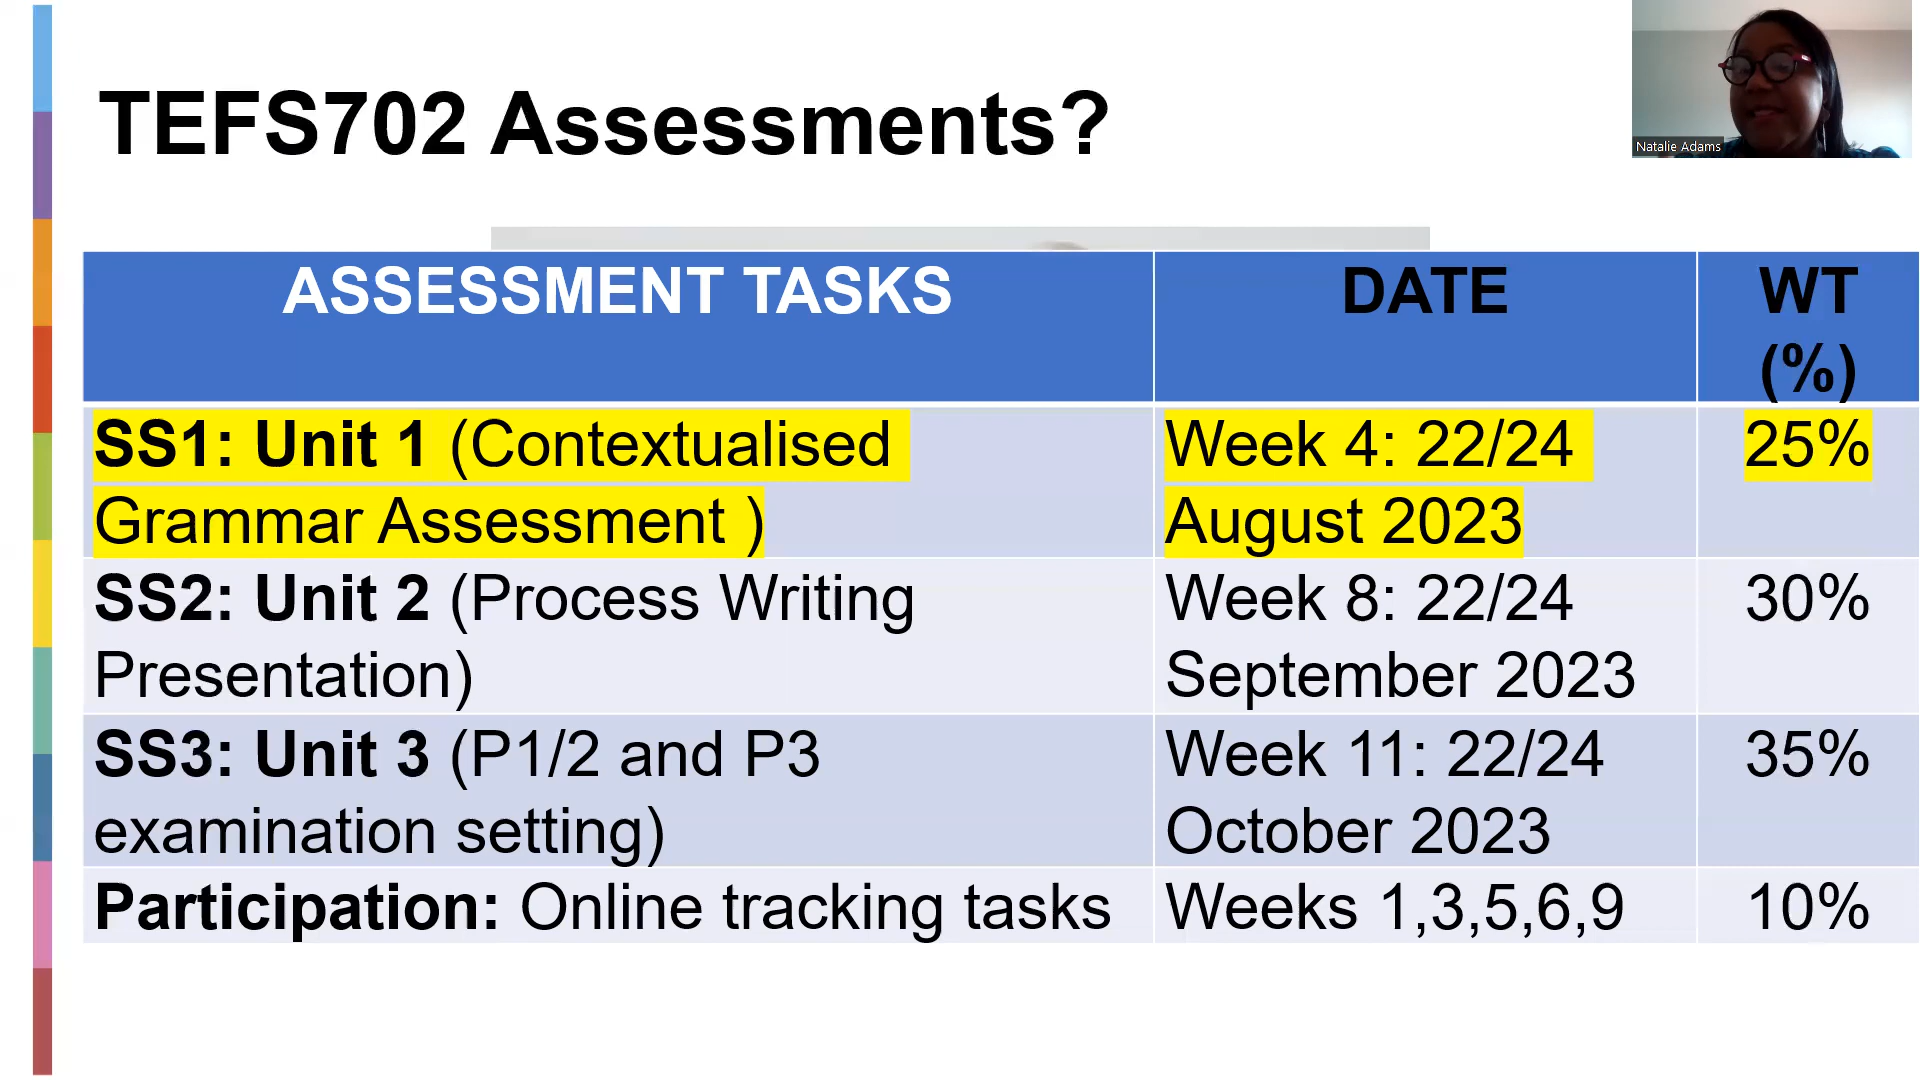 TEFS702 Assessments?
Natalie Adams
ASSESSMENT TASKS
DATE
WT
(%)
SS1: Unit 1 (Contextualised
Grammar Assessment )
Week 4: 22/24
August 2023
25%
SS2: Unit 2 (Process Writing
Presentation)
Week 8: 22/24
September 2023
30%
SS3: Unit 3 (P1/2 and P3
examination setting)
Week 11: 22/24
October 2023
35%
Participation: Online tracking tasks
Weeks 1,3,5,6,9
10%